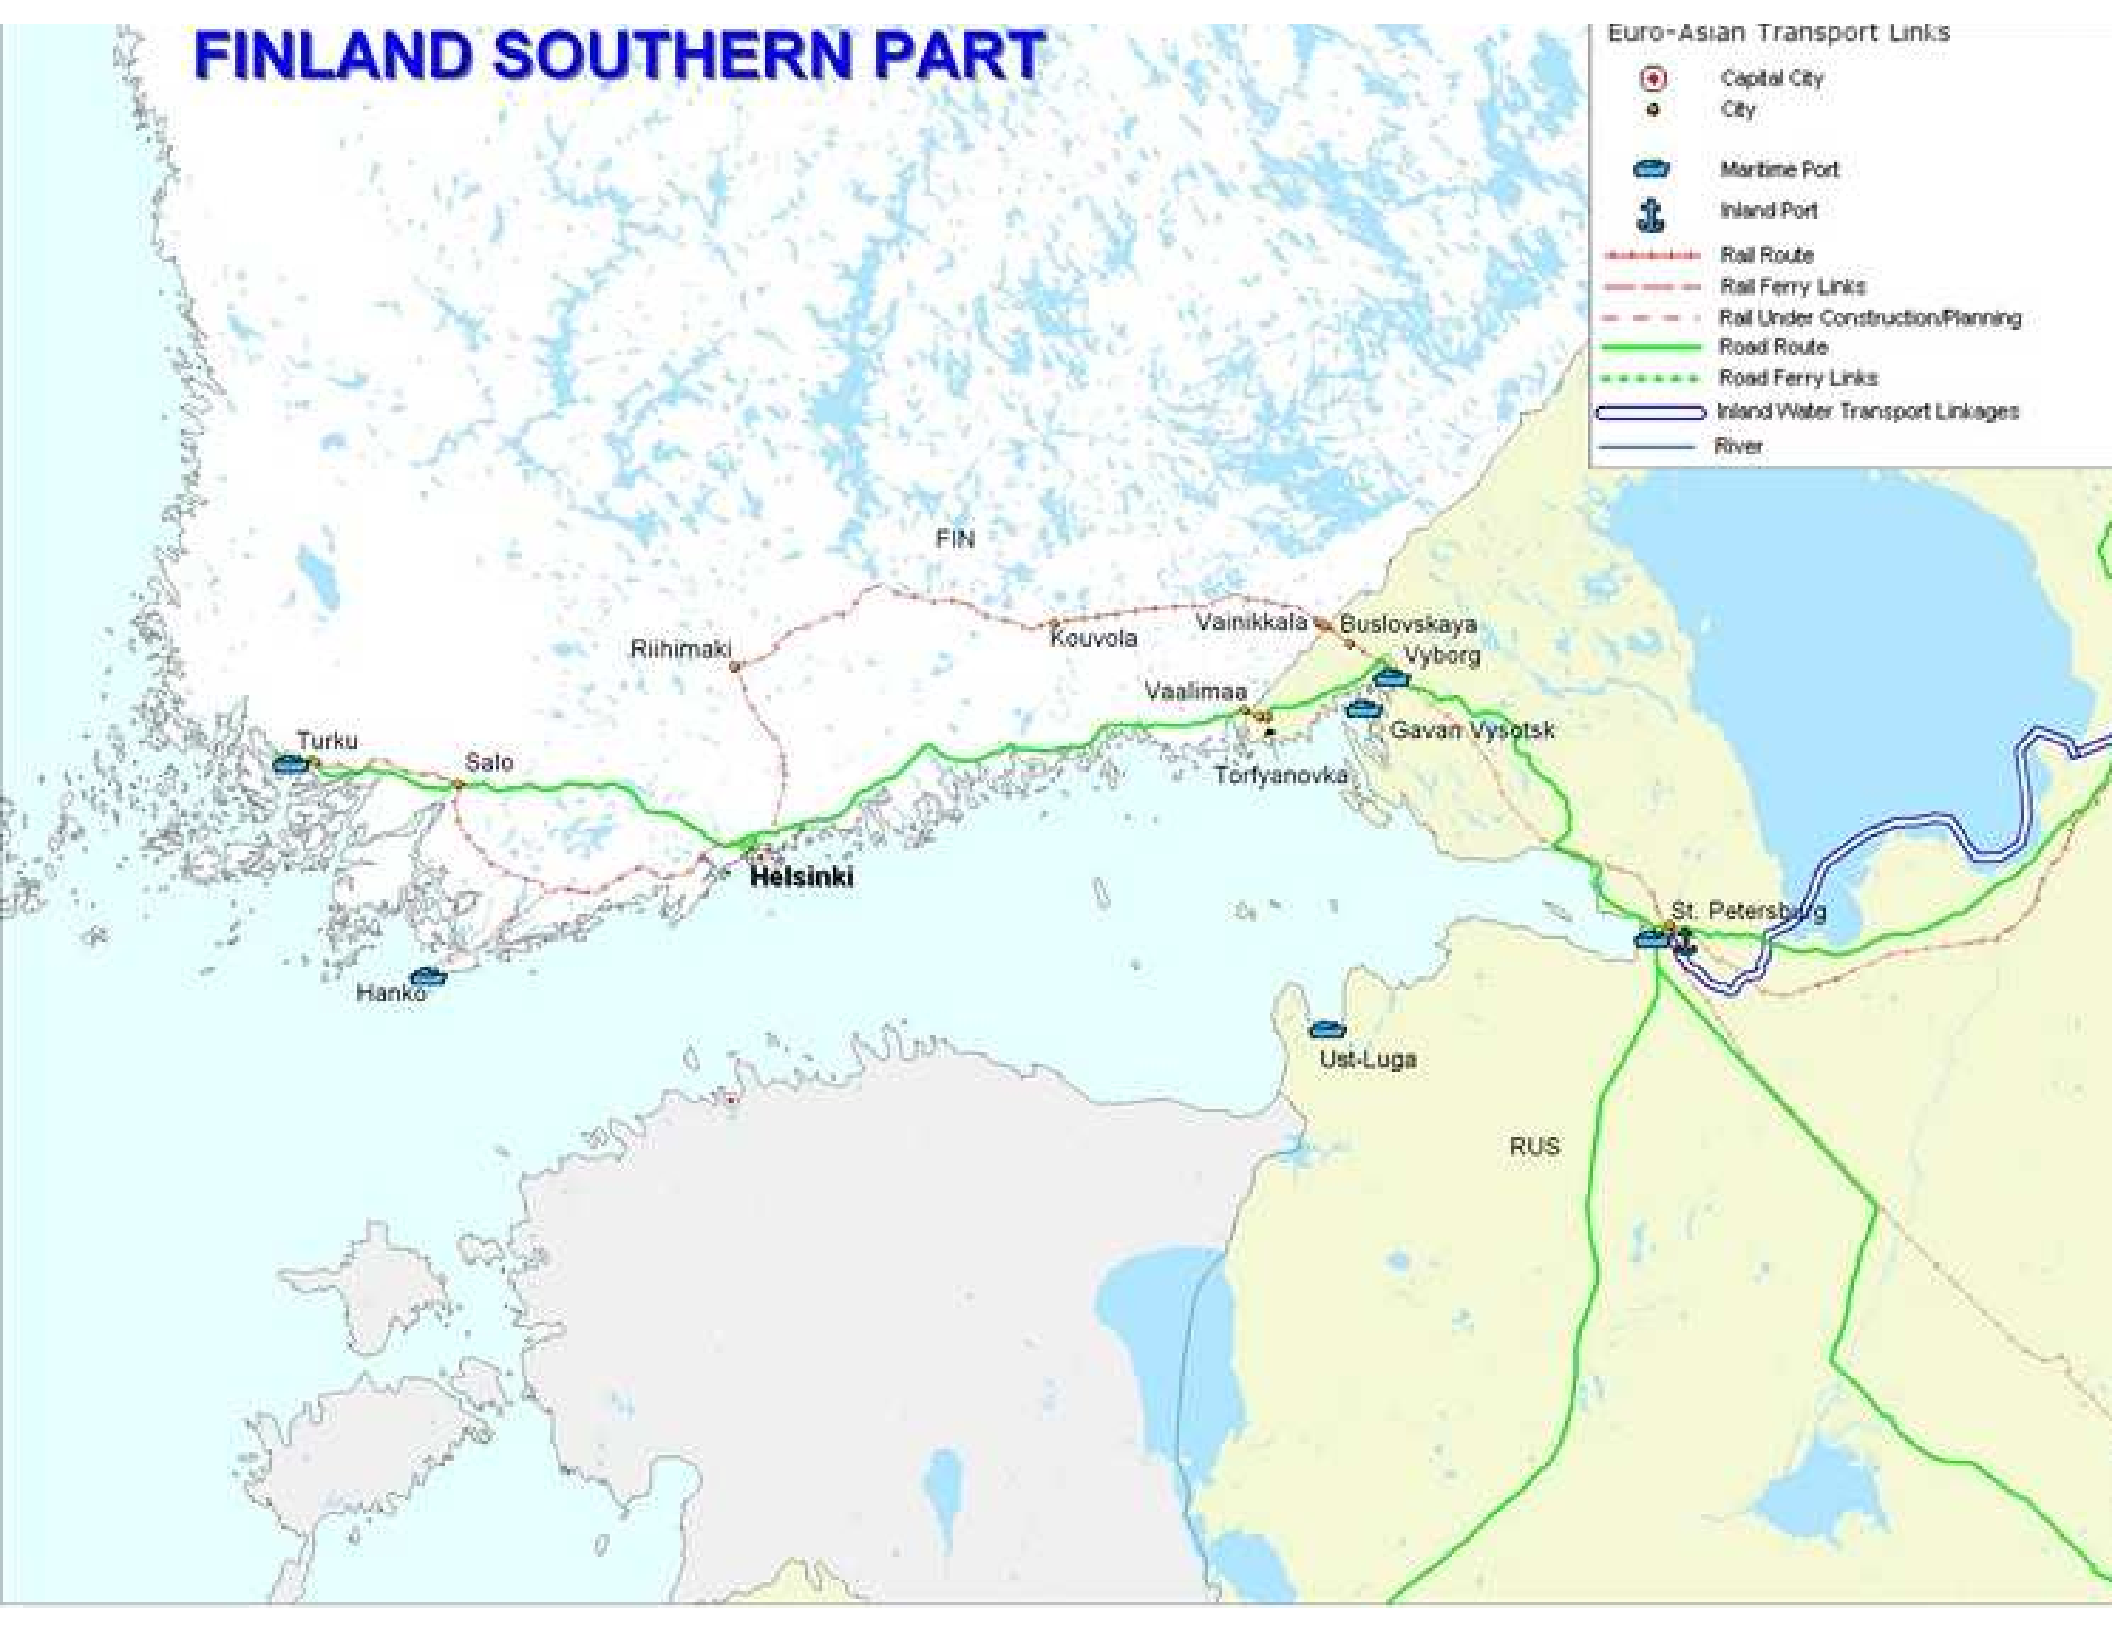 FINLAND SOUTHERN PART
Euro-Asian Transport Links
Capital City
City
Maritime Port
Inland Port
Rail Route
Rail Ferry Links
Rail Under Construction/Planning
Road Route
Road Ferry Links
Inland Water Transport Linkages
River
FIN
Riihimaki
Kouvola
Vainikkala
Buslovskaya
Vyborg
Vaalimaa
Gavan Vysotsk
Torfyanovka
Turku
Salo
Helsinki
Hanko
St. Petersburg
Ust-Luga
RUS